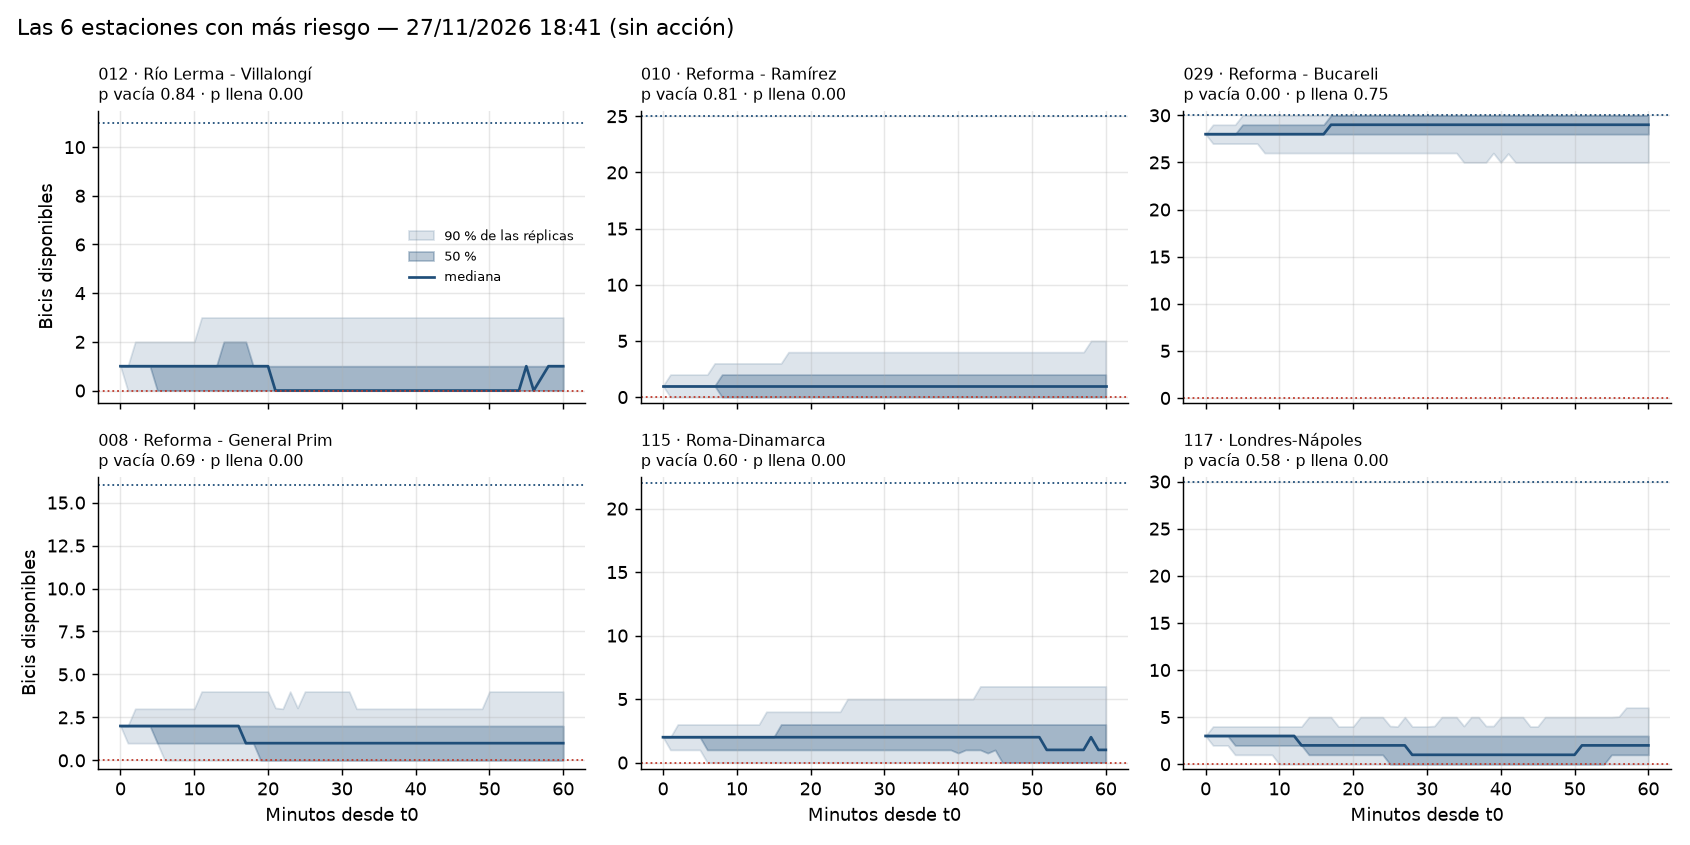 Las 6 estaciones con más riesgo — 27/11/2026 18:41 (sin acción)
012 · Río Lerma - Villalongí
p vacía 0.84 · p llena 0.00
10
8
6
4
2
0
Bicis disponibles
90 % de las réplicas
50 %
mediana
010 · Reforma - Ramírez
p vacía 0.81 · p llena 0.00
25
20
15
10
5
0
029 · Reforma - Bucareli
p vacía 0.00 · p llena 0.75
30
25
20
15
10
5
0
008 · Reforma - General Prim
p vacía 0.69 · p llena 0.00
15.0
12.5
10.0
7.5
5.0
2.5
0.0
Bicis disponibles
0 10 20 30 40 50 60
Minutos desde t0
115 · Roma-Dinamarca
p vacía 0.60 · p llena 0.00
20
15
10
5
0
0 10 20 30 40 50 60
Minutos desde t0
117 · Londres-Nápoles
p vacía 0.58 · p llena 0.00
30
25
20
15
10
5
0
0 10 20 30 40 50 60
Minutos desde t0